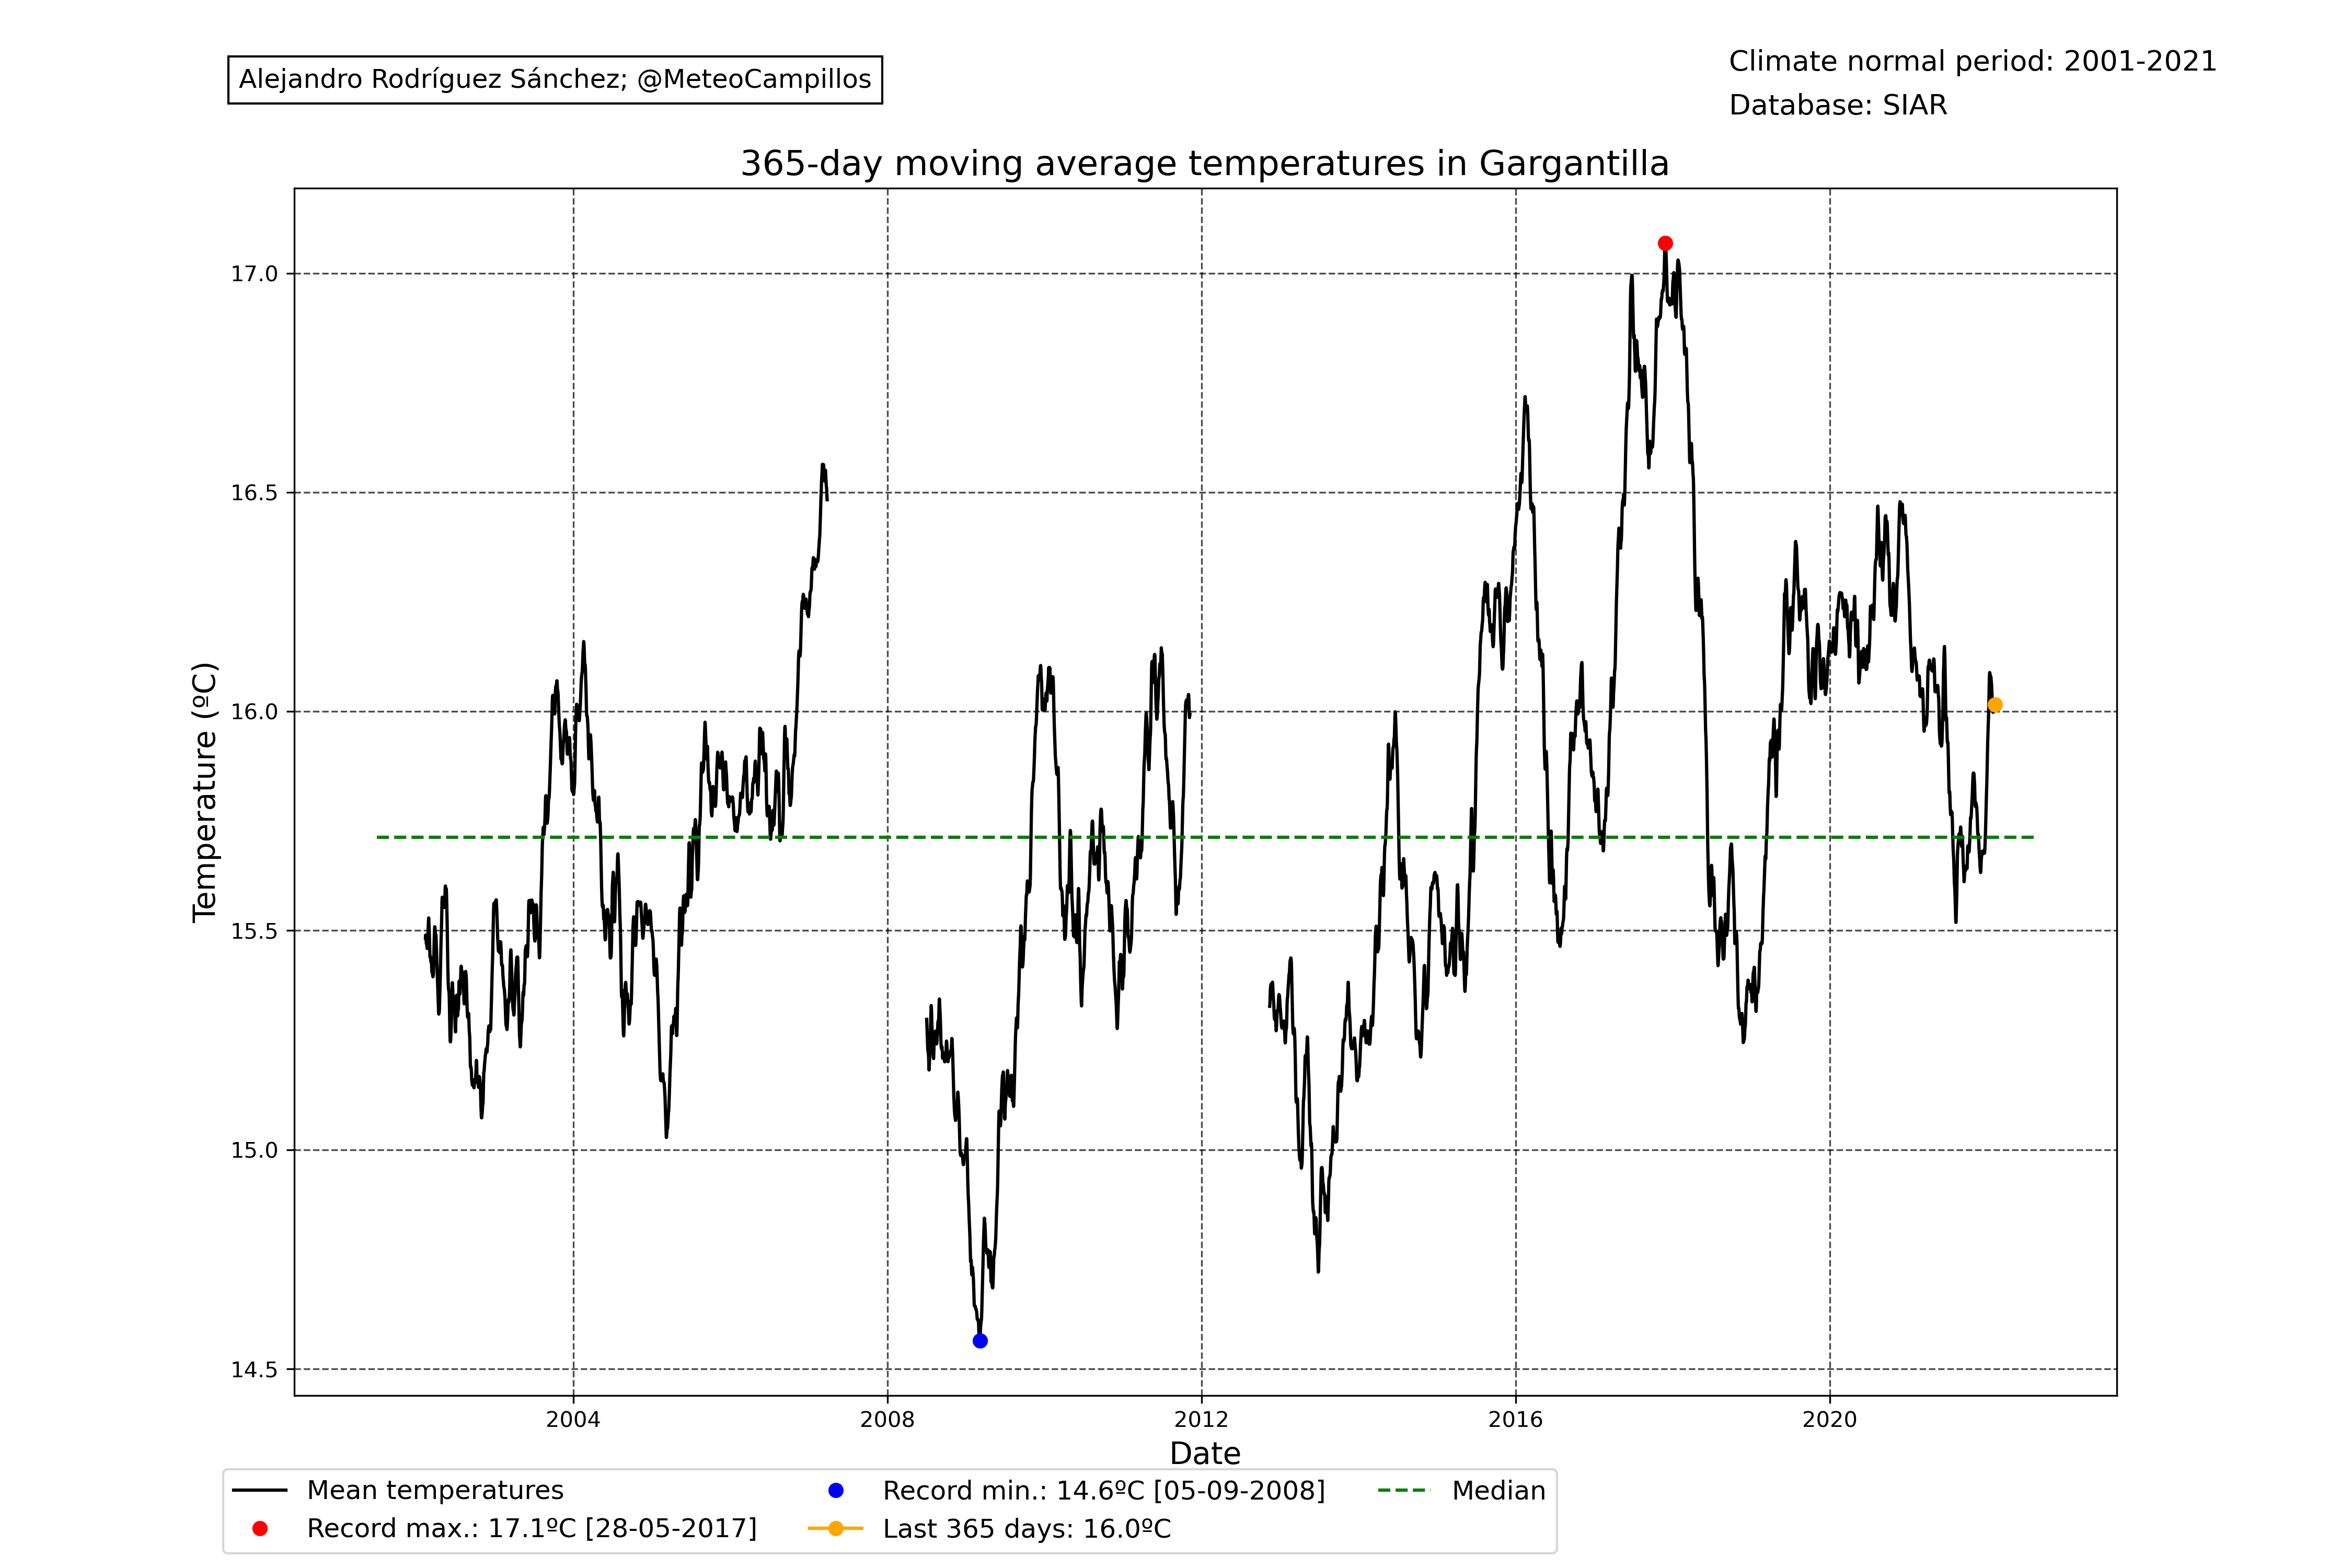 Alejandro Rodríguez Sánchez; @MeteoCampillos
Climate normal period: 2001-2021
Database: SIAR
365-day moving average temperatures in Gargantilla
Temperature (ºC)
17.0
16.5
16.0
15.5
15.0
14.5
2004
2008
2012
2016
2020
Date
Mean temperatures
Record max.: 17.1ºC [28-05-2017]
Record min.: 14.6ºC [05-09-2008]
Last 365 days: 16.0ºC
Median